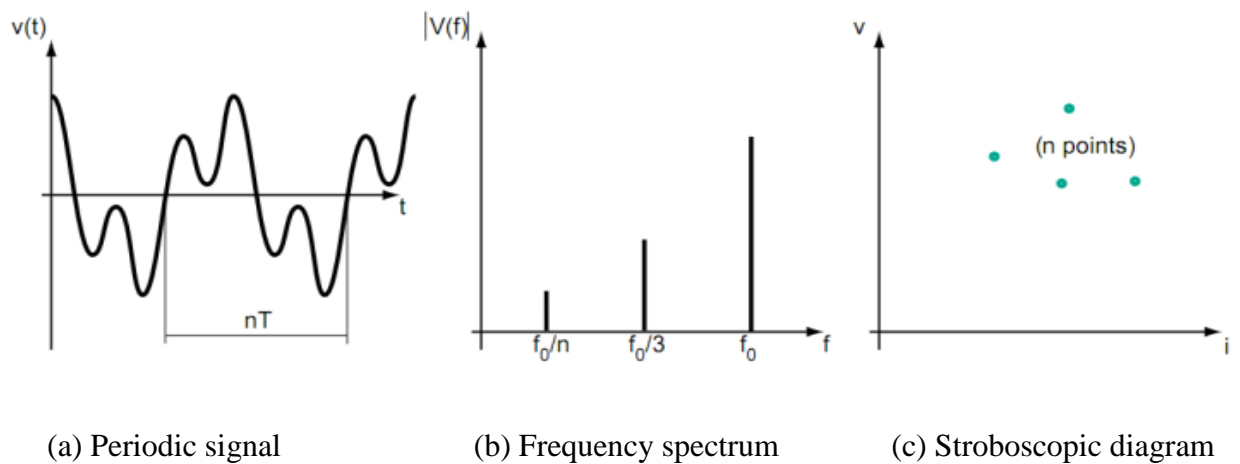 v(t)
t
nT
(a) Periodic signal
|V(f)|
f₀/n
f₀/3
f₀
f
(b) Frequency spectrum
v
(n points)
i
(c) Stroboscopic diagram